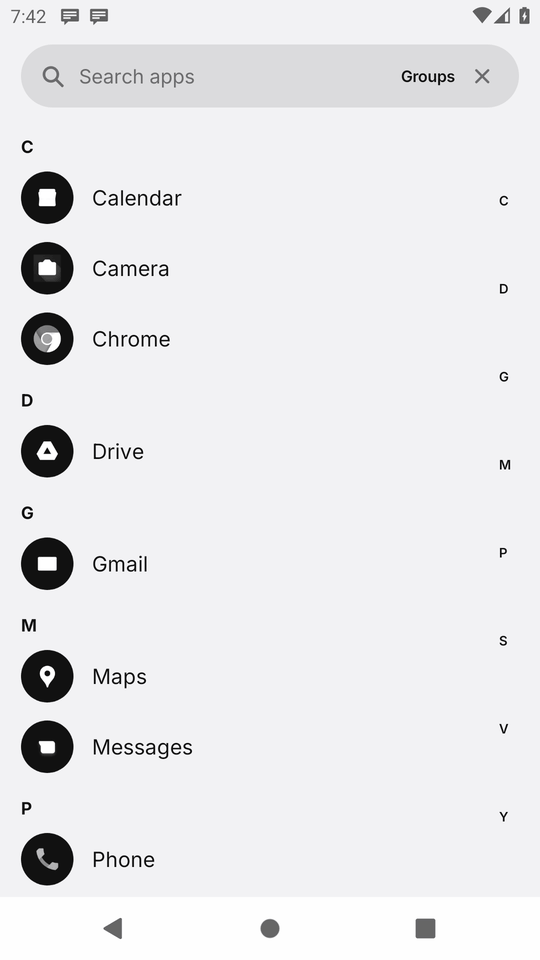 7:42
Search apps
Groups
C
Calendar
C
Camera
D
Chrome
G
D
Drive
M
G
P
Gmail
M
S
Maps
V
Messages
P
Y
Phone